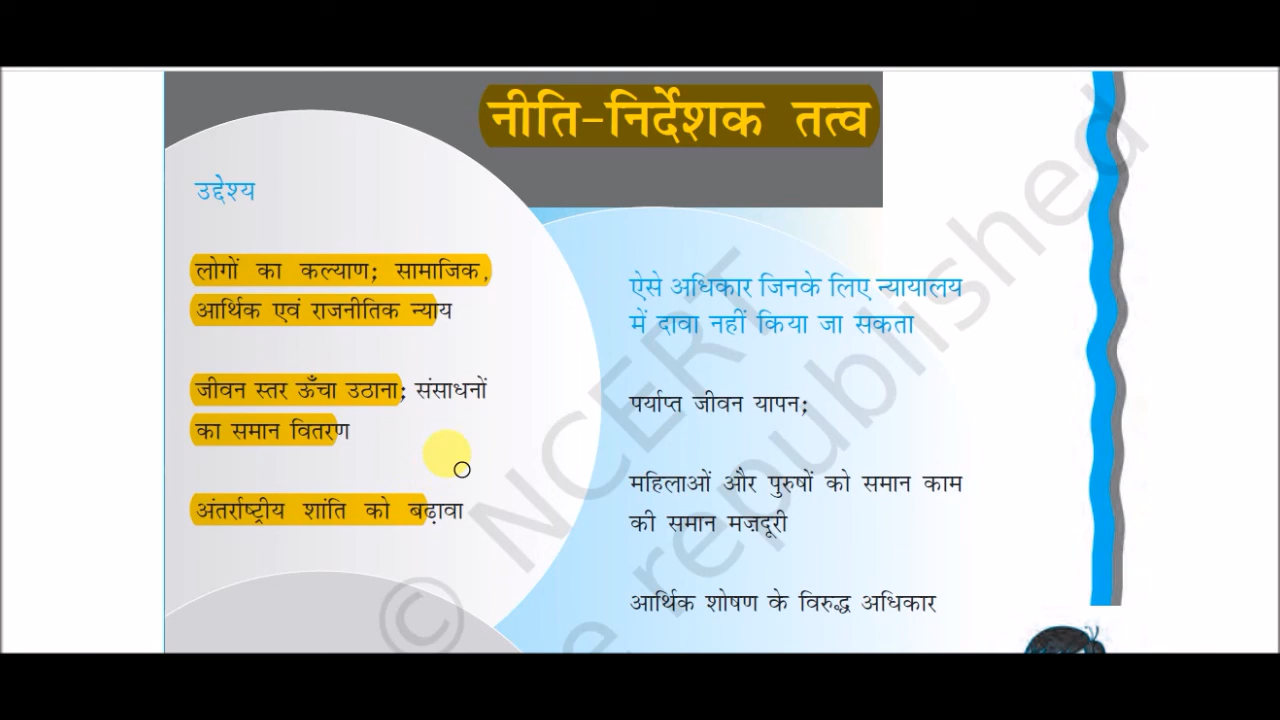 नीति-निर्देशक तत्व
उद्देश्य
लोगों का कल्याण; सामाजिक,
आर्थिक एवं राजनीतिक न्याय
जीवन स्तर ऊँचा उठाना; संसाधनों
का समान वितरण
अंतर्राष्ट्रीय शांति को बढ़ावा
ऐसे अधिकार जिनके लिए न्यायालय
में दावा नहीं किया जा सकता
पर्याप्त जीवन यापन;
महिलाओं और पुरुषों को समान काम
की समान मज़दूरी
आर्थिक शोषण के विरुद्ध अधिकार
© NCERT
e republished